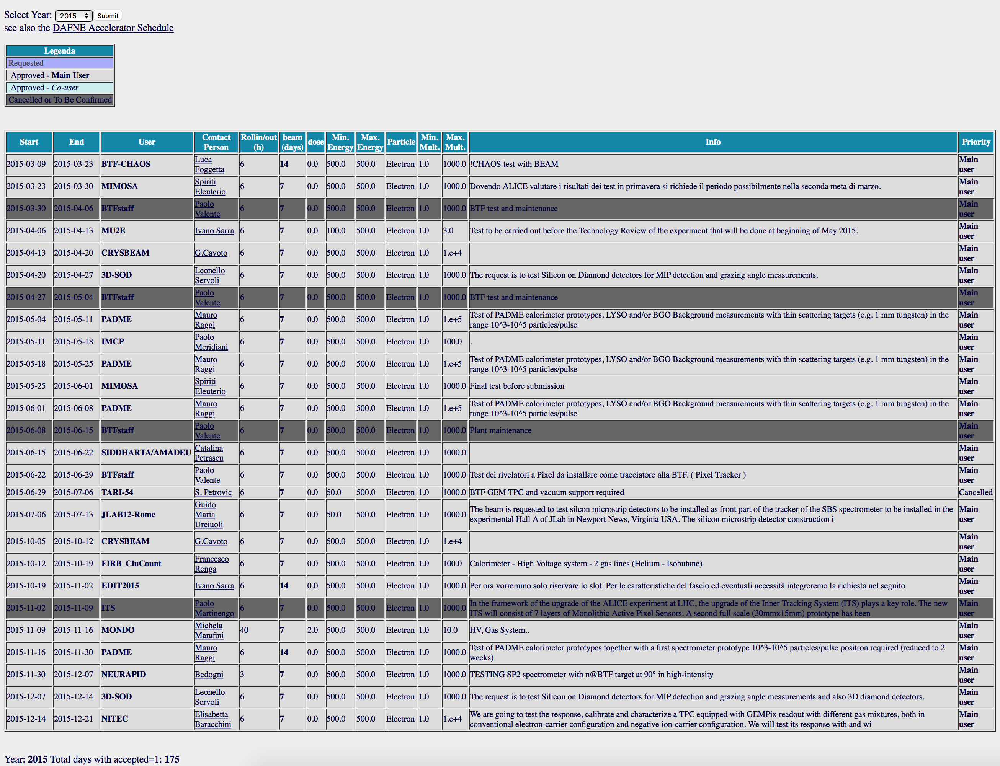 Select Year: 2015 Submit
see also the DAFNE Accelerator Schedule
Legenda
Requested
Approved - Main User
Approved - Co-user
Cancelled or To Be Confirmed
Start End User Contact Person Rollin/out (h) beam (days) dose Min. Energy Max. Energy Particle Min. Mult. Max. Mult. Info Priority
2015-03-09 2015-03-23 BTF-CHAOS Luca Foggetta 6 14 0.0 500.0 500.0 Electron 1.0 1000.0 !CHAOS test with BEAM Main user
2015-03-23 2015-03-30 MIMOSA Spiriti Eleuterio 6 7 0.0 500.0 500.0 Electron 1.0 1000.0 Dovendo ALICE valutare i risultati dei test in primavera si richiede il periodo possibilmente nella seconda meta di marzo. Main user
2015-03-30 2015-04-06 BTFstaff Paolo Valente 6 7 0.0 500.0 500.0 Electron 1.0 1000.0 BTF test and maintenance Main user
2015-04-06 2015-04-13 MU2E Ivano Sarra 6 7 0.0 100.0 500.0 Electron 1.0 3.0 Test to be carried out before the Technology Review of the experiment that will be done at beginning of May 2015. Main user
2015-04-13 2015-04-20 CRYSBEAM G.Cavoto 6 7 0.0 500.0 500.0 Electron 1.0 1.e+4 Main user
2015-04-20 2015-04-27 3D-SOD Leonello Servoli 6 7 0.0 500.0 500.0 Electron 1.0 1000.0 The request is to test Silicon on Diamond detectors for MIP detection and grazing angle measurements. Main user
2015-04-27 2015-05-04 BTFstaff Paolo Valente 6 7 0.0 500.0 500.0 Electron 1.0 1000.0 BTF test and maintenance Main user
2015-05-04 2015-05-11 PADME Mauro Raggi 6 7 0.0 500.0 500.0 Electron 1.0 1.e+5 Test of PADME calorimeter prototypes, LYSO and/or BGO Background measurements with thin scattering targets (e.g. 1 mm tungsten) in the range 10^3-10^5 particles/pulse Main user
2015-05-11 2015-05-18 IMCP Paolo Meridiani 6 7 0.0 500.0 500.0 Electron 1.0 100.0 . Main user
2015-05-18 2015-05-25 PADME Mauro Raggi 6 7 0.0 500.0 500.0 Electron 1.0 1.e+5 Test of PADME calorimeter prototypes, LYSO and/or BGO Background measurements with thin scattering targets (e.g. 1 mm tungsten) in the range 10^3-10^5 particles/pulse Main user
2015-05-25 2015-06-01 MIMOSA Spiriti Eleuterio 6 7 0.0 500.0 500.0 Electron 1.0 1000.0 Final test before submission Main user
2015-06-01 2015-06-08 PADME Mauro Raggi 6 7 0.0 500.0 500.0 Electron 1.0 1.e+5 Test of PADME calorimeter prototypes, LYSO and/or BGO Background measurements with thin scattering targets (e.g. 1 mm tungsten) in the range 10^3-10^5 particles/pulse Main user
2015-06-08 2015-06-15 BTFstaff Paolo Valente 6 7 0.0 500.0 500.0 Electron 1.0 1000.0 Plant maintenance Main user
2015-06-15 2015-06-22 SIDDHARTA/AMADEU Catalina Petrascu 6 7 0.0 500.0 500.0 Electron 1.0 1000.0 Main user
2015-06-22 2015-06-29 BTFstaff Paolo Valente 6 7 0.0 500.0 500.0 Electron 1.0 1000.0 Test dei rivelatori a Pixel da installare come tracciatore alla BTF. ( Pixel Tracker ) Main user
2015-06-29 2015-07-06 TARI-54 S. Petrovic 6 7 0.0 50.0 500.0 Electron 1.0 1000.0 BTF GEM TPC and vacuum support required Cancelled
2015-07-06 2015-07-13 JLAB12-Rome Guido Maria Urciuoli 6 7 0.0 50.0 500.0 Electron 1.0 1000.0 The beam is requested to test silcon microstrip detectors to be installed as front part of the tracker of the SBS spectrometer to be installed in the experimental Hall A of JLab in Newport News, Virginia USA. The silicon microstrip detector construction i Main user
2015-10-05 2015-10-12 CRYSBEAM G.Cavoto 6 7 0.0 500.0 500.0 Electron 1.0 1.e+4 Main user
2015-10-12 2015-10-19 FIRB_CluCount Francesco Renga 6 7 0.0 500.0 500.0 Electron 1.0 100.0 Calorimeter - High Voltage system - 2 gas lines (Helium - Isobutane) Main user
2015-10-19 2015-11-02 EDIT2015 Ivano Sarra 6 14 0.0 500.0 500.0 Electron 1.0 1000.0 Per ora vorremmo solo riservare lo slot. Per le caratteristiche del fascio ed eventuali necessità integreremo la richiesta nel seguito Main user
2015-11-02 2015-11-09 ITS Paolo Martinengo 6 7 0.0 500.0 500.0 Electron 1.0 1000.0 In the framework of the upgrade of the ALICE experiment at LHC, the upgrade of the Inner Tracking System (ITS) plays a key role. The new ITS will consist of 7 layers of Monolithic Active Pixel Sensors. A second full scale (30mmx15mm) prototype has been Main user
2015-11-09 2015-11-16 MONDO Michela Marafini 40 7 2.0 500.0 500.0 Electron 1.0 10.0 HV, Gas System.. Main user
2015-11-16 2015-11-30 PADME Mauro Raggi 6 14 0.0 500.0 500.0 Electron 1.0 1000.0 Test of PADME calorimeter prototypes together with a first spectrometer prototype 10^3-10^5 particles/pulse positron required (reduced to 2 weeks) Main user
2015-11-30 2015-12-07 NEURAPID Bedogni 3 7 0.0 500.0 500.0 Electron 1.0 1000.0 TESTING SP2 spectrometer with n@BTF target at 90° in high-intensity Main user
2015-12-07 2015-12-14 3D-SOD Leonello Servoli 6 7 0.0 500.0 500.0 Electron 1.0 1000.0 The request is to test Silicon on Diamond detectors for MIP detection and grazing angle measurements and also 3D diamond detectors. Main user
2015-12-14 2015-12-21 NITEC Elisabetta Baracchini 6 7 0.0 500.0 500.0 Electron 1.0 1.e+4 We are going to test the response, calibrate and characterize a TPC equipped with GEMPix readout with different gas mixtures, both in conventional electron-carrier configuration and negative ion-carrier configuration. We will test its response with and wi Main user
Year: 2015 Total days with accepted=1: 175